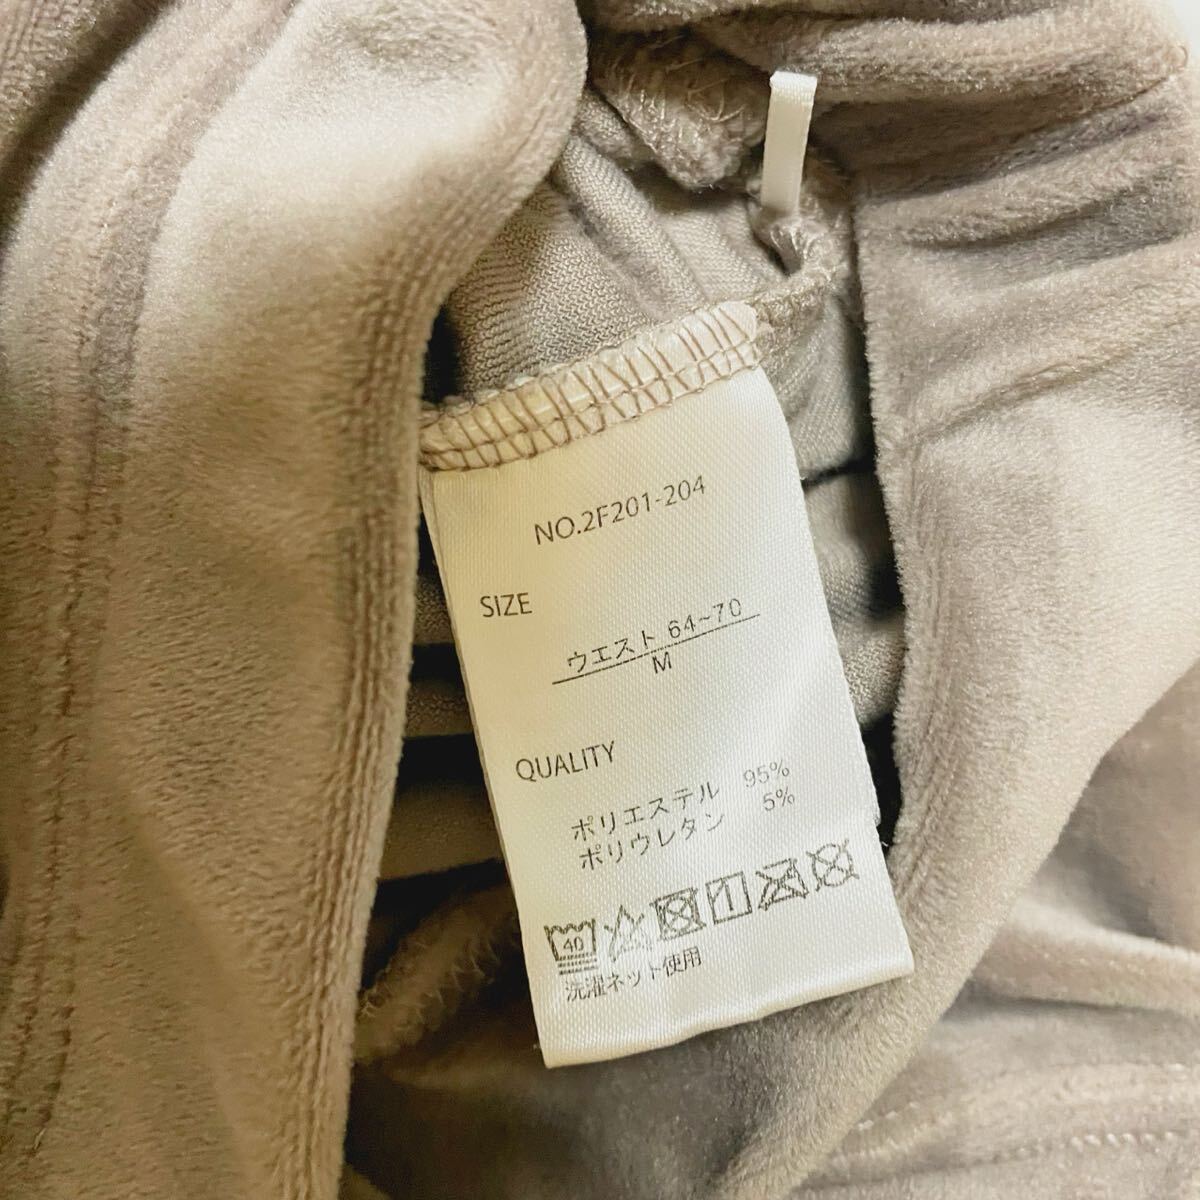 NO.2F201-204
SIZE
ウエスト 64~70
M
QUALITY
ポリエステル 95%
ポリウレタン 5%
40
洗濯ネット使用